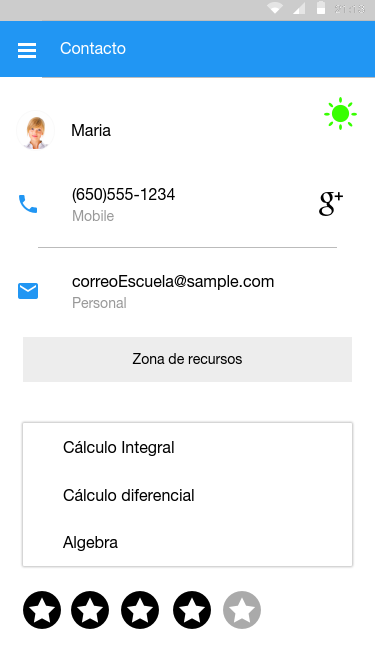 Contacto
Maria
(650)555-1234
Mobile
g+
correoEscuela@sample.com
Personal
Zona de recursos
Cálculo Integral
Cálculo diferencial
Algebra